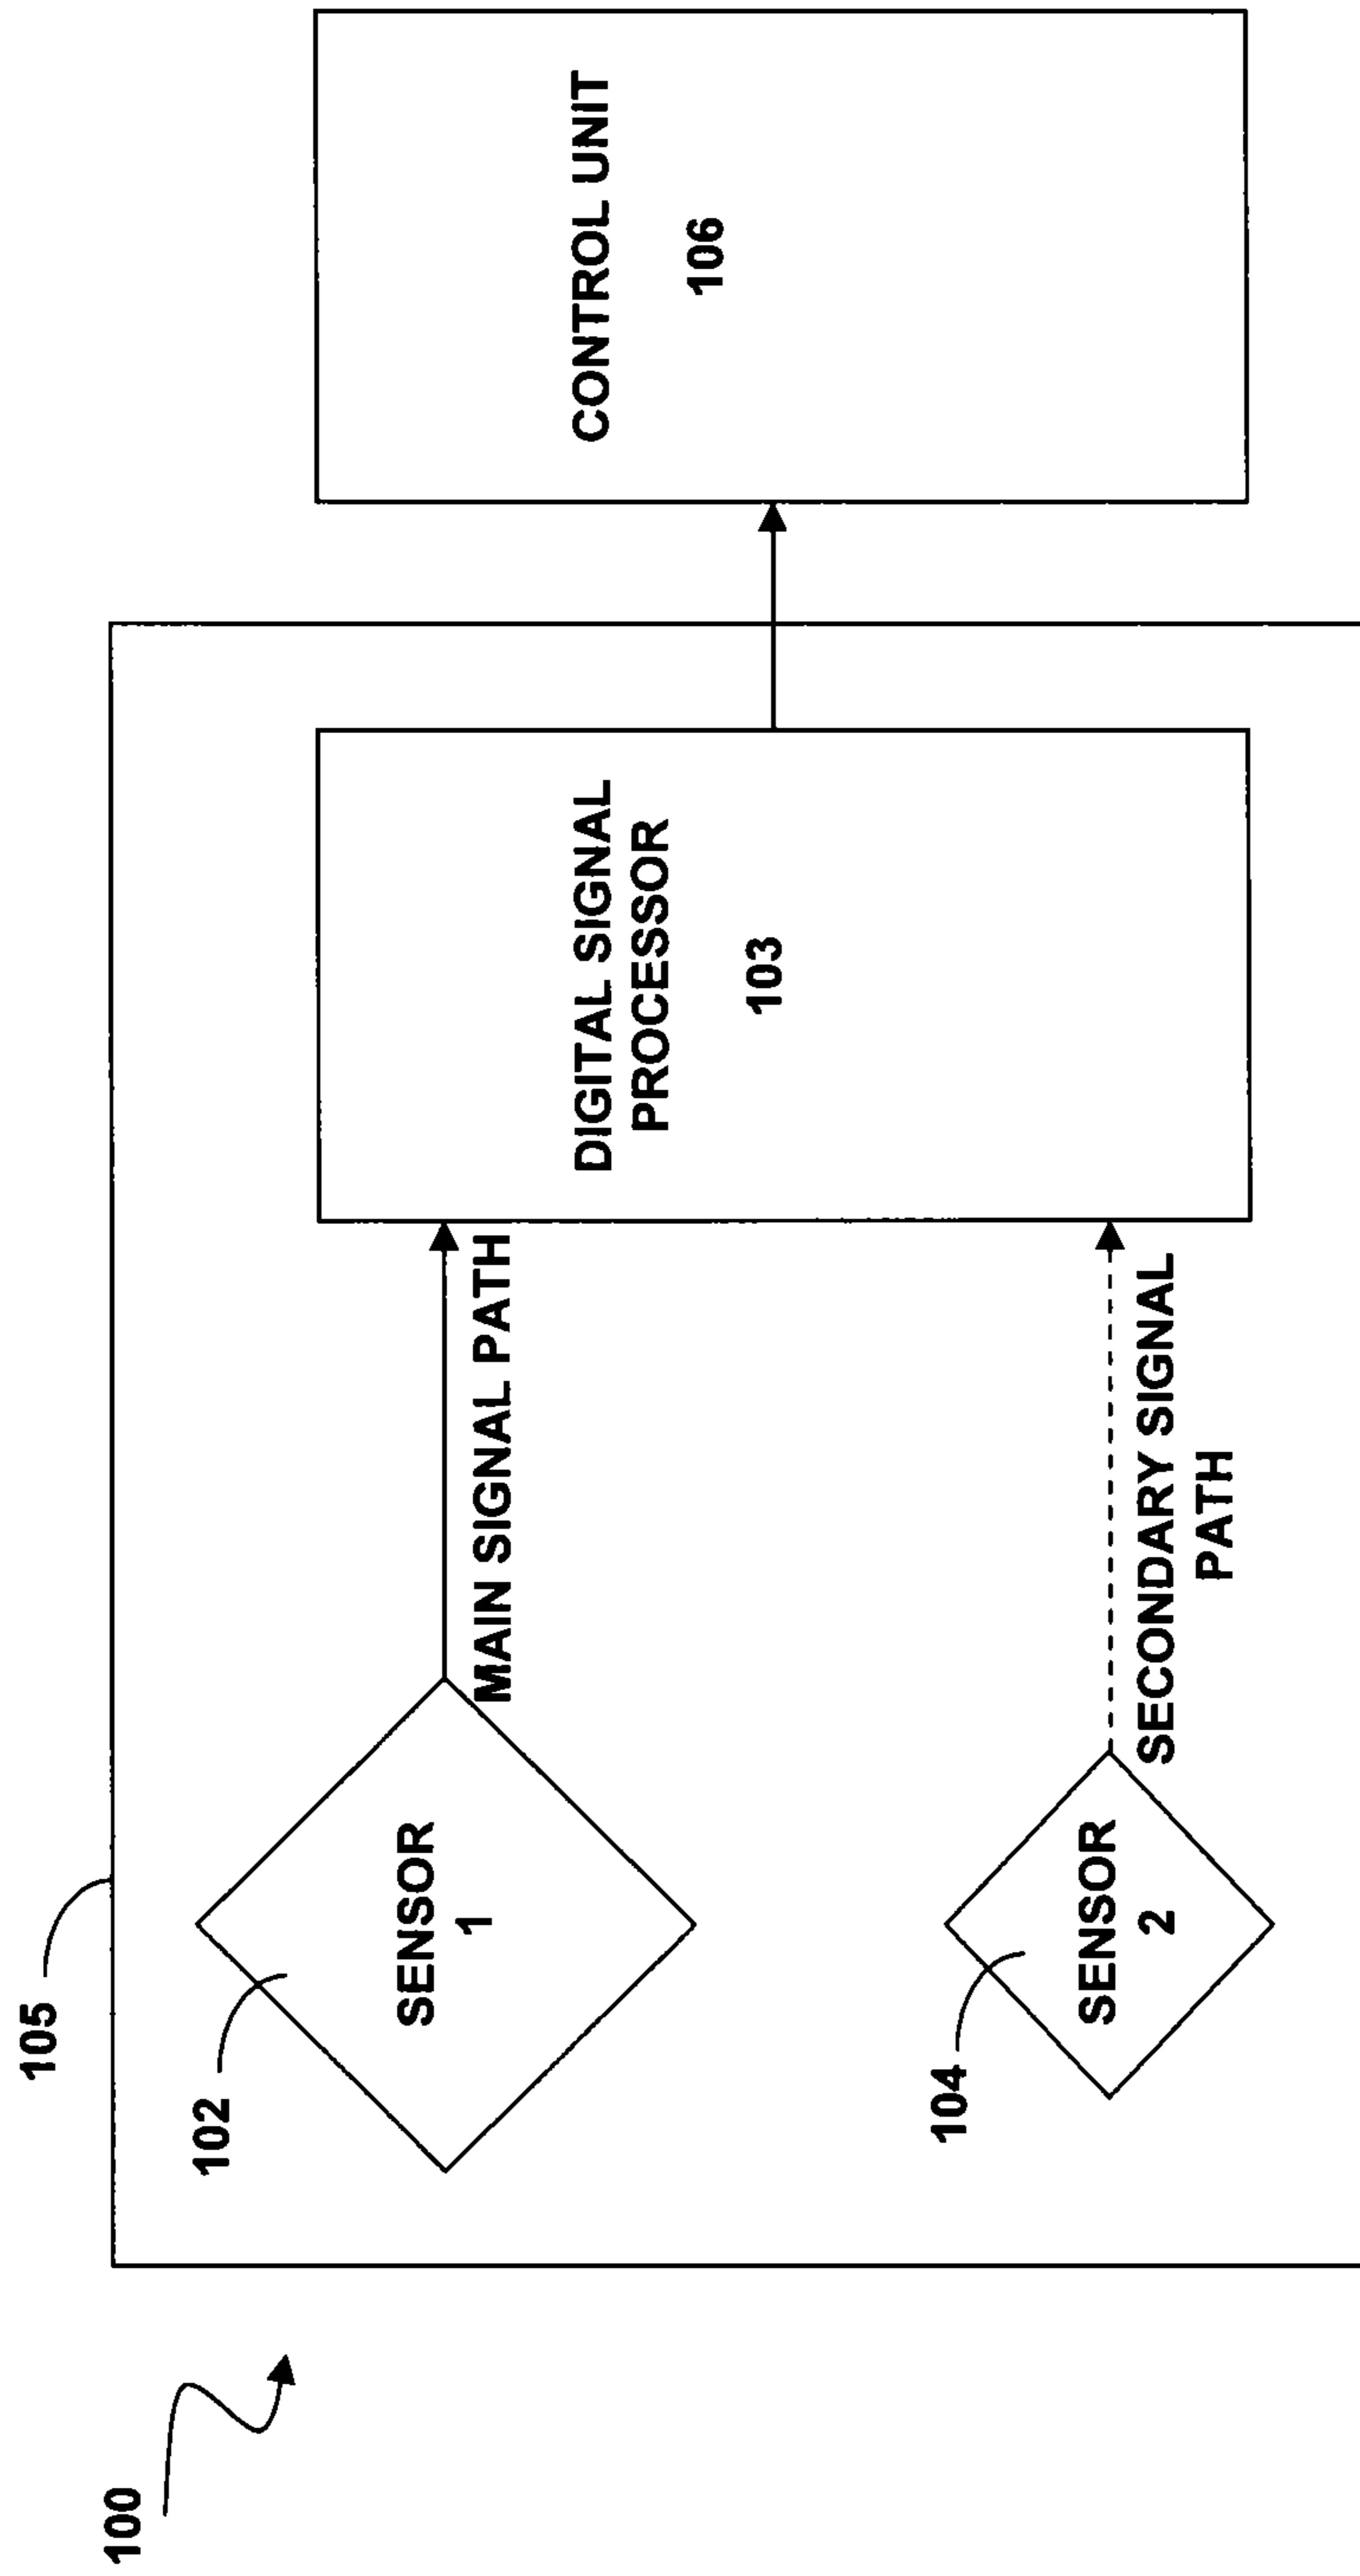 105
102
SENSOR
1
MAIN SIGNAL PATH
DIGITAL SIGNAL
PROCESSOR
103
CONTROL UNIT
106
104
SENSOR
2
SECONDARY SIGNAL
PATH
100